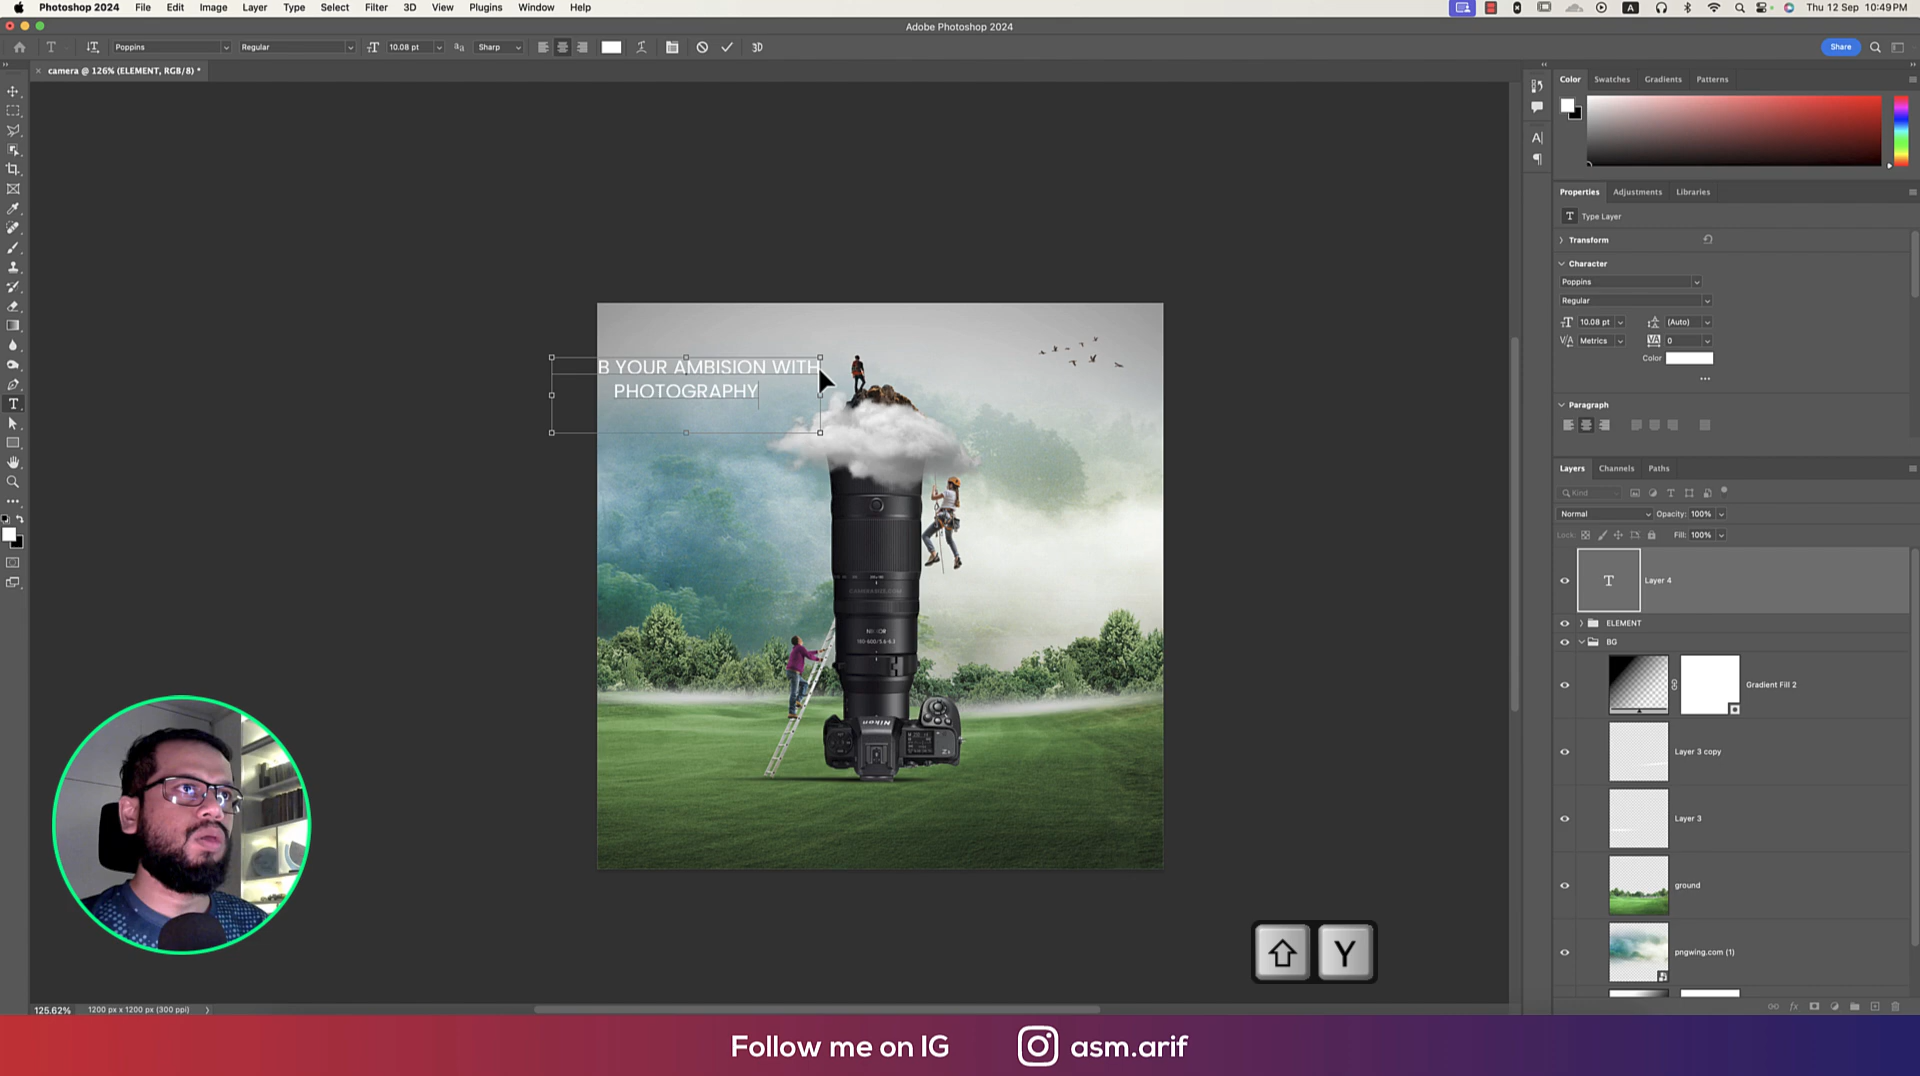 Photoshop 2024 File Edit Image Layer Type Select Filter 3D View Plugins Window Help A Thu 12 Sep 10:49 PM
Adobe Photoshop 2024
T Poppins Regular 10.08 pt Sharp 3D Share
camera @ 126% (ELEMENT, RGB/8) *
Color Swatches Gradients Patterns
Properties Adjustments Libraries
T Type Layer
Transform
Character
Poppins
Regular
10.08 pt (Auto)
Metrics 0
Color
Paragraph
Layers Channels Paths
Kind
Normal Opacity: 100%
Lock: Fill: 100%
T Layer 4
ELEMENT
BG
Gradient Fill 2
Layer 3 copy
Layer 3
ground
pngwing.com (1)
B YOUR AMBISION WITH
PHOTOGRAPHY
Nikon
Y
125.62% 1200 px x 1200 px (300 ppi)
Follow me on IG asm.arif